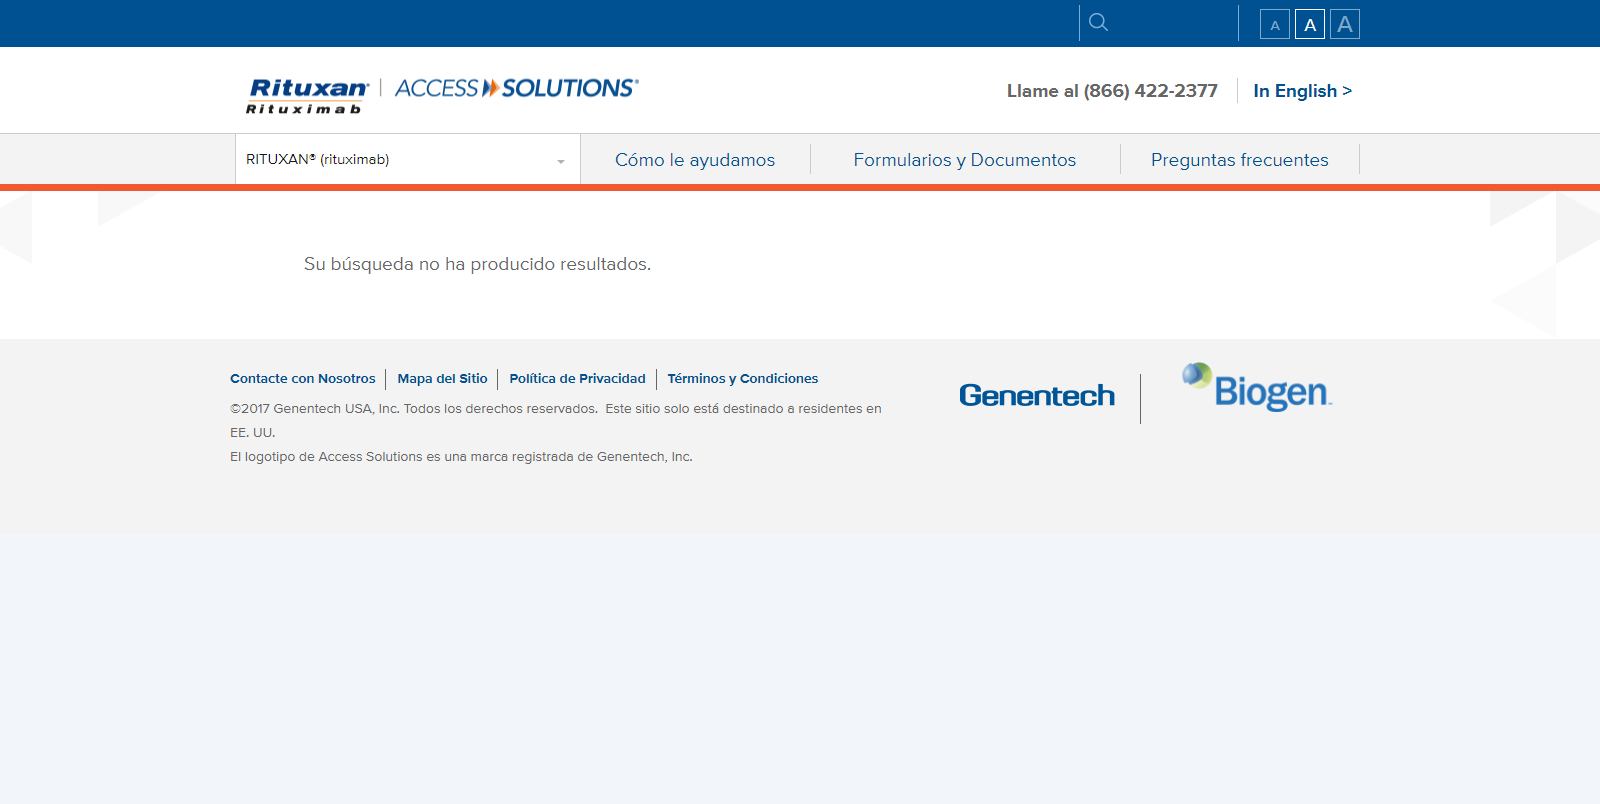 A A A
Rituxan® | ACCESS SOLUTIONS®
Rituximab
Llame al (866) 422-2377
In English >
RITUXAN® (rituximab)
Cómo le ayudamos
Formularios y Documentos
Preguntas frecuentes
Su búsqueda no ha producido resultados.
Contacte con Nosotros
Mapa del Sitio
Política de Privacidad
Términos y Condiciones
©2017 Genentech USA, Inc. Todos los derechos reservados. Este sitio solo está destinado a residentes en
EE. UU.
El logotipo de Access Solutions es una marca registrada de Genentech, Inc.
Genentech
Biogen™